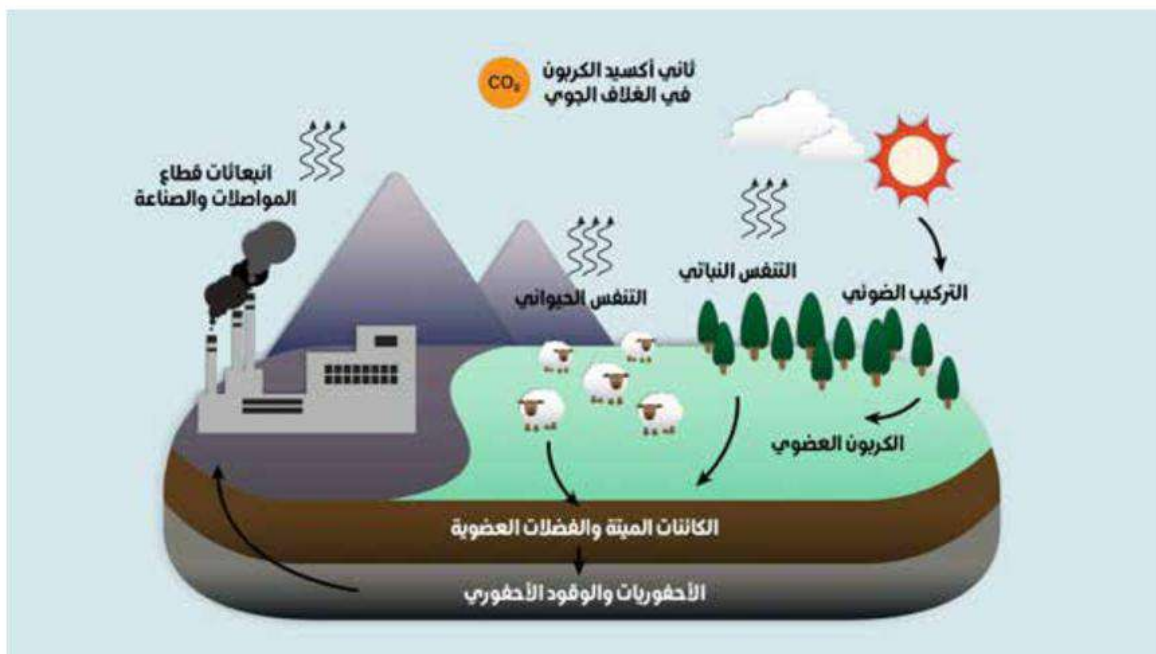 ثاني أكسيد الكربون
في الغلاف الجوي
CO₂
انبعاثات قطاع
المواصلات والصناعة
التنفس الحيواني
التنفس النباتي
التركيب الضوئي
الكربون العضوي
الكائنات الميتة والفضلات العضوية
الأحفوريات والوقود الأحفوري